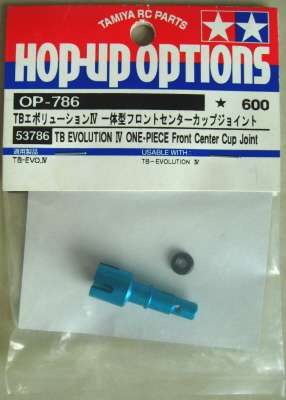 TAMIYA RC PARTS
HOP-UP OPTIONS
OP-786 ★ 600
TBエボリューションⅣ 一体型フロントセンターカップジョイント
53786 TB EVOLUTION Ⅳ ONE-PIECE Front Center Cup Joint
適用製品 USABLE WITH :
TB-EVO.Ⅳ TB-EVOLUTION Ⅳ